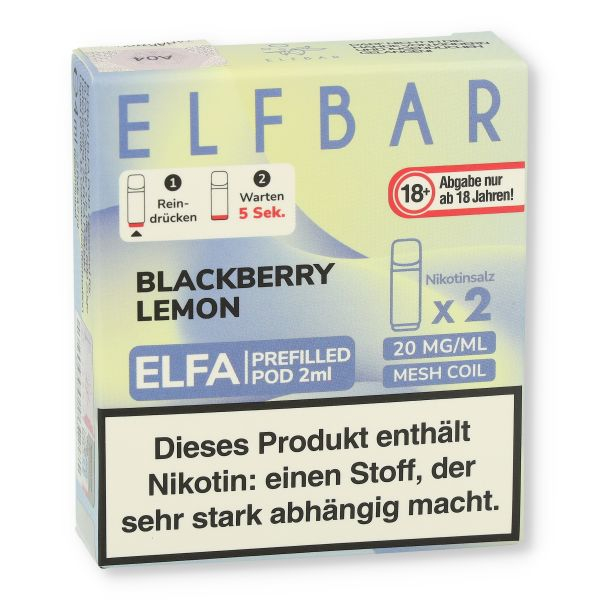 A04
ELFBAR
ELFBAR
1
Rein-
drücken
2
Warten
5 Sek.
18+
Abgabe nur
ab 18 Jahren!
BLACKBERRY
LEMON
Nikotinsalz
x 2
ELFA
PREFILLED
POD 2ml
20 MG/ML
MESH COIL
Dieses Produkt enthält
Nikotin: einen Stoff, der
sehr stark abhängig macht.